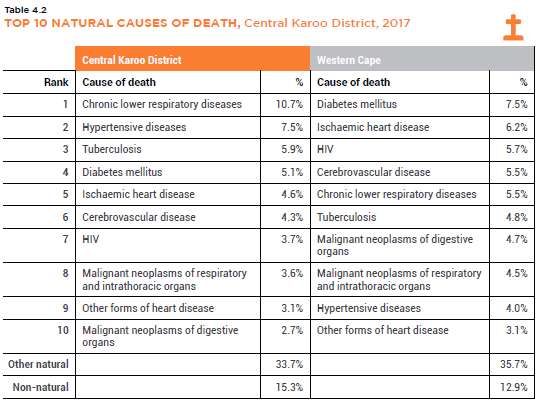 Table 4.2
TOP 10 NATURAL CAUSES OF DEATH, Central Karoo District, 2017
Central Karoo District Western Cape
Rank Cause of death % Cause of death %
1 Chronic lower respiratory diseases 10.7% Diabetes mellitus 7.5%
2 Hypertensive diseases 7.5% Ischaemic heart disease 6.2%
3 Tuberculosis 5.9% HIV 5.7%
4 Diabetes mellitus 5.1% Cerebrovascular disease 5.5%
5 Ischaemic heart disease 4.6% Chronic lower respiratory diseases 5.5%
6 Cerebrovascular disease 4.3% Tuberculosis 4.8%
7 HIV 3.7% Malignant neoplasms of digestive 4.7%
organs
8 Malignant neoplasms of respiratory 3.6% Malignant neoplasms of respiratory 4.5%
and intrathoracic organs and intrathoracic organs
9 Other forms of heart disease 3.1% Hypertensive diseases 4.0%
10 Malignant neoplasms of digestive 2.7% Other forms of heart disease 3.1%
organs
Other natural 33.7% 35.7%
Non-natural 15.3% 12.9%